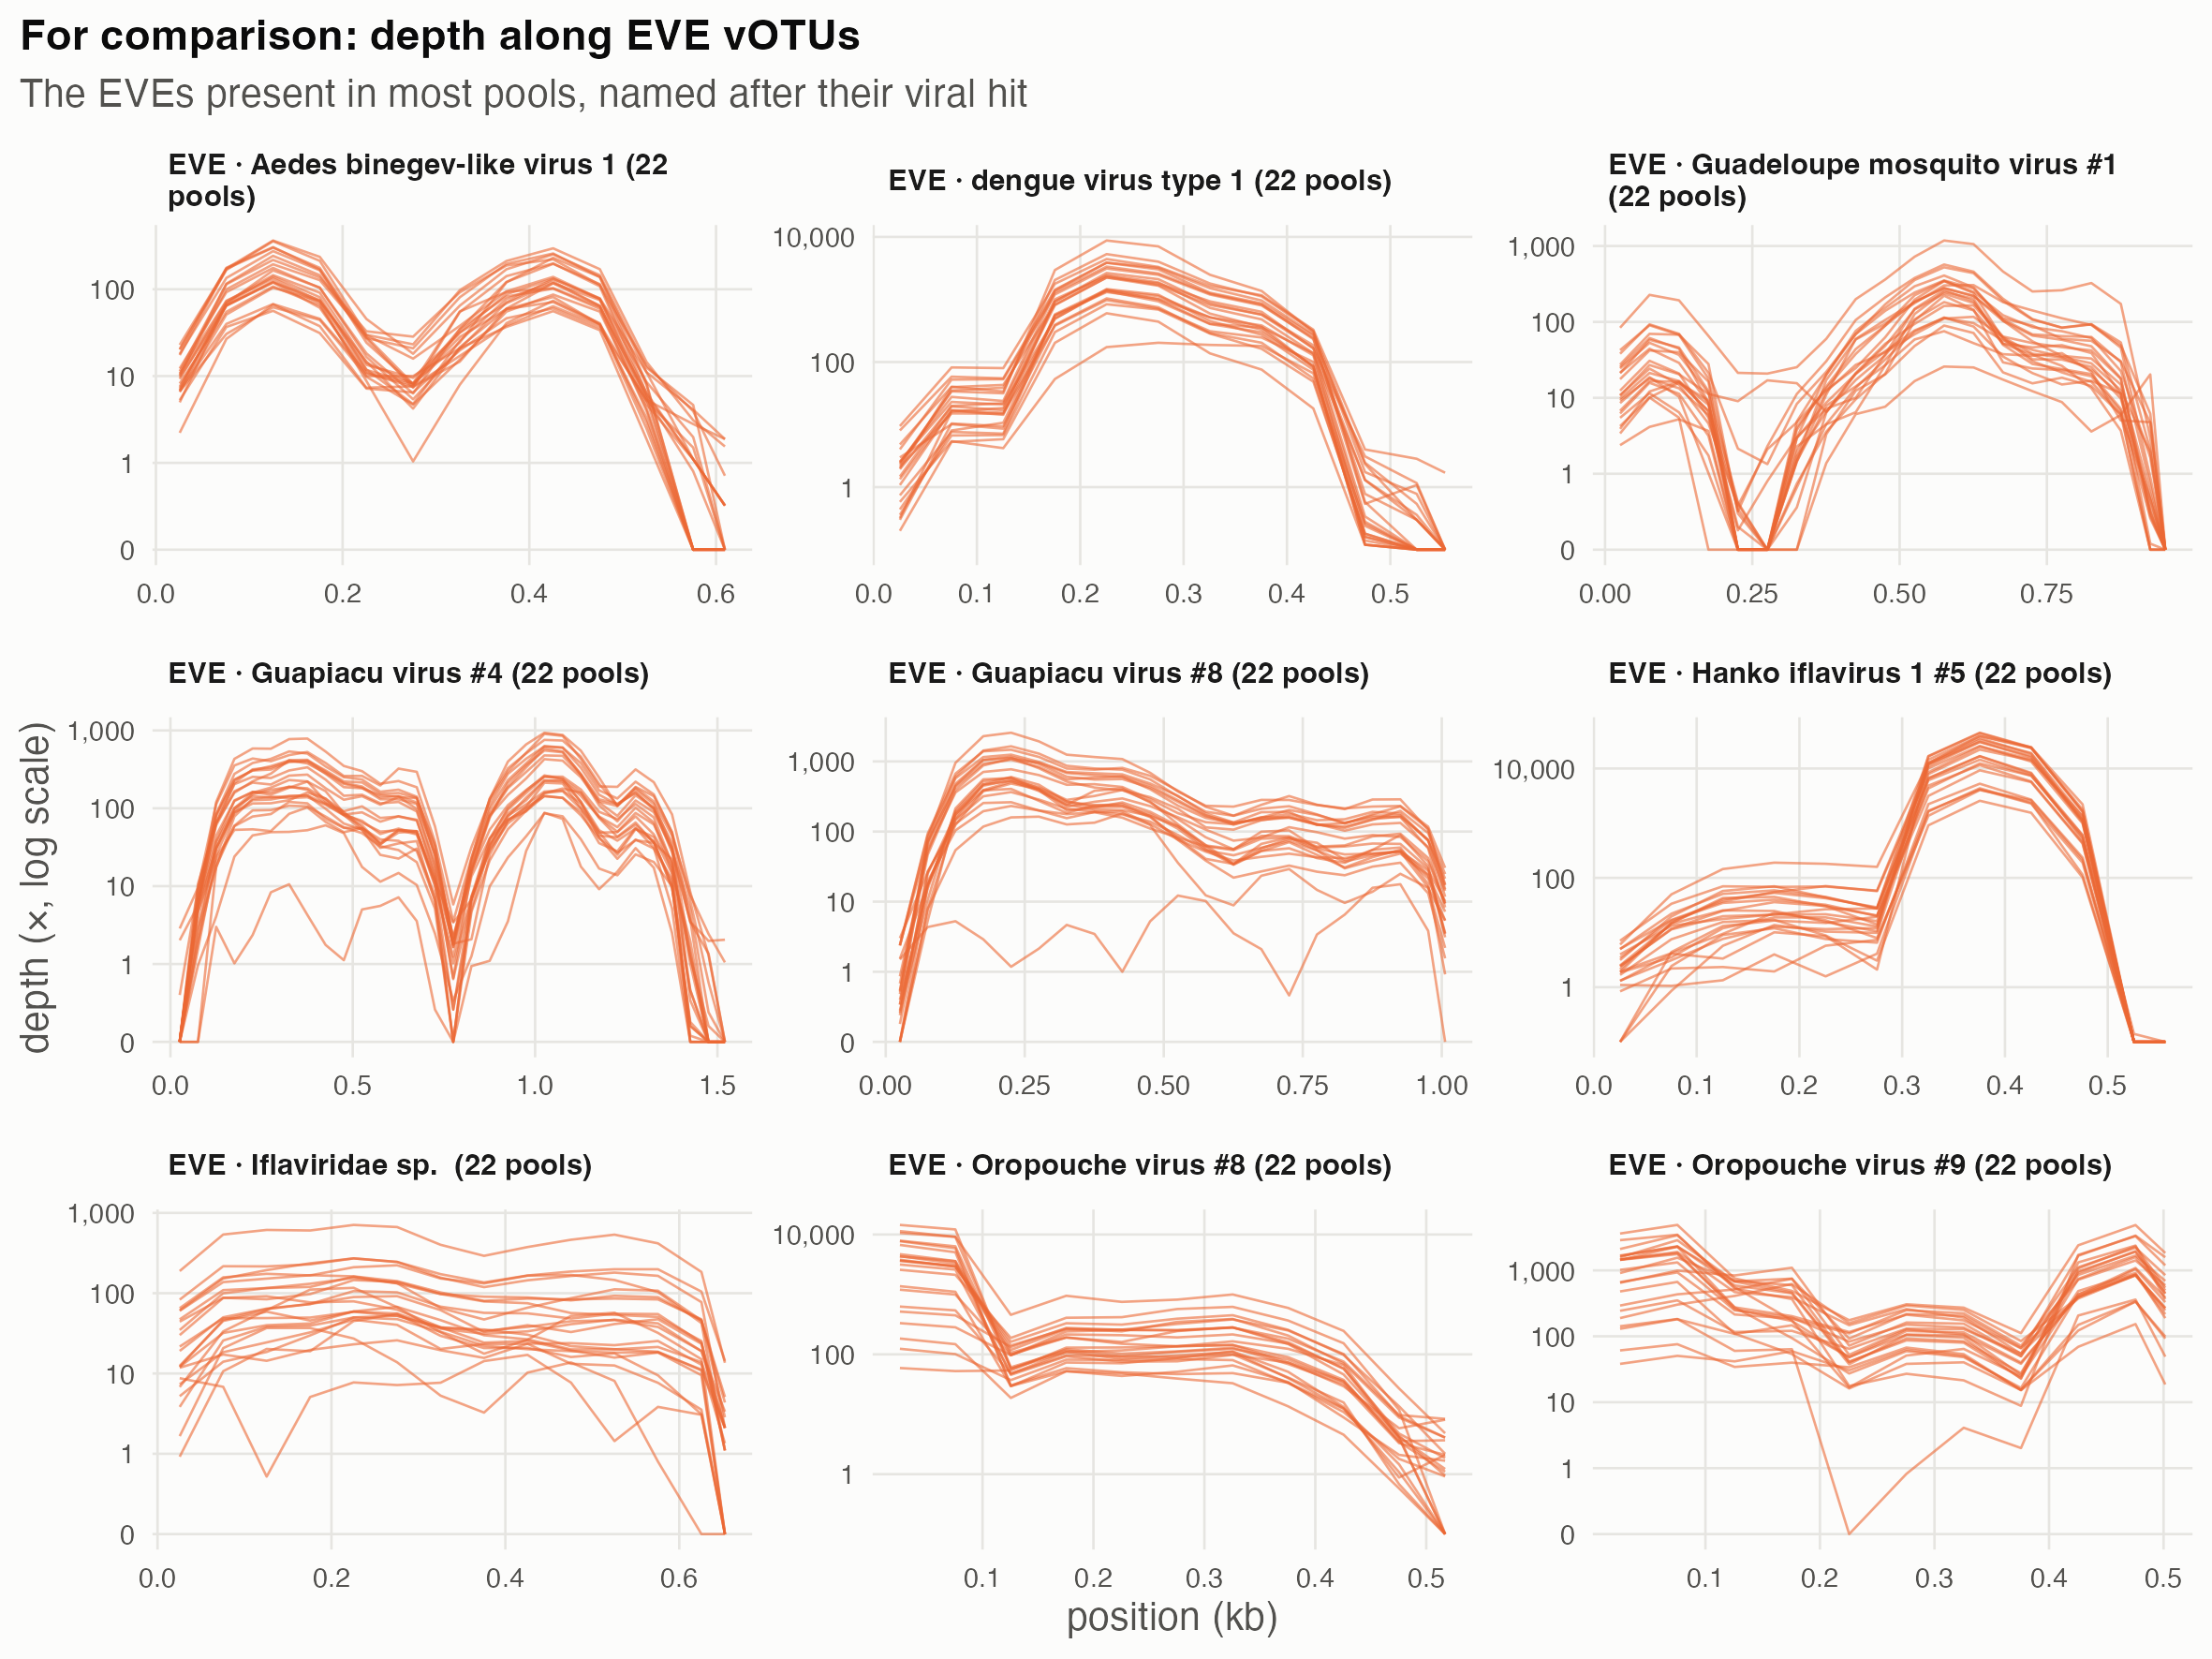 For comparison: depth along EVE vOTUs
The EVEs present in most pools, named after their viral hit
EVE · Aedes binegev-like virus 1 (22
pools)
100
10
1
0
0.0 0.2 0.4 0.6
EVE · dengue virus type 1 (22 pools)
10,000
100
1
0.0 0.1 0.2 0.3 0.4 0.5
EVE · Guadeloupe mosquito virus #1
(22 pools)
1,000
100
10
1
0
0.00 0.25 0.50 0.75
depth (×, log scale)
EVE · Guapiacu virus #4 (22 pools)
1,000
100
10
1
0
0.0 0.5 1.0 1.5
EVE · Guapiacu virus #8 (22 pools)
1,000
100
10
1
0
0.00 0.25 0.50 0.75 1.00
EVE · Hanko iflavirus 1 #5 (22 pools)
10,000
100
1
0.0 0.1 0.2 0.3 0.4 0.5
EVE · Iflaviridae sp.  (22 pools)
1,000
100
10
1
0
0.0 0.2 0.4 0.6
EVE · Oropouche virus #8 (22 pools)
10,000
100
1
0.1 0.2 0.3 0.4 0.5
EVE · Oropouche virus #9 (22 pools)
1,000
100
10
1
0
0.1 0.2 0.3 0.4 0.5
position (kb)